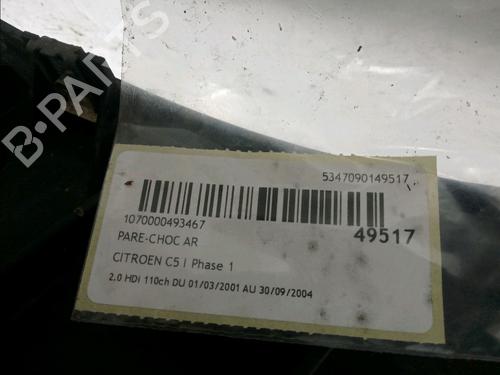 B-PARTS
5347090149517
1070000493467
49517
PARE-CHOC AR
CITROEN C5 I Phase 1
2.0 HDi 110ch DU 01/03/2001 AU 30/09/2004